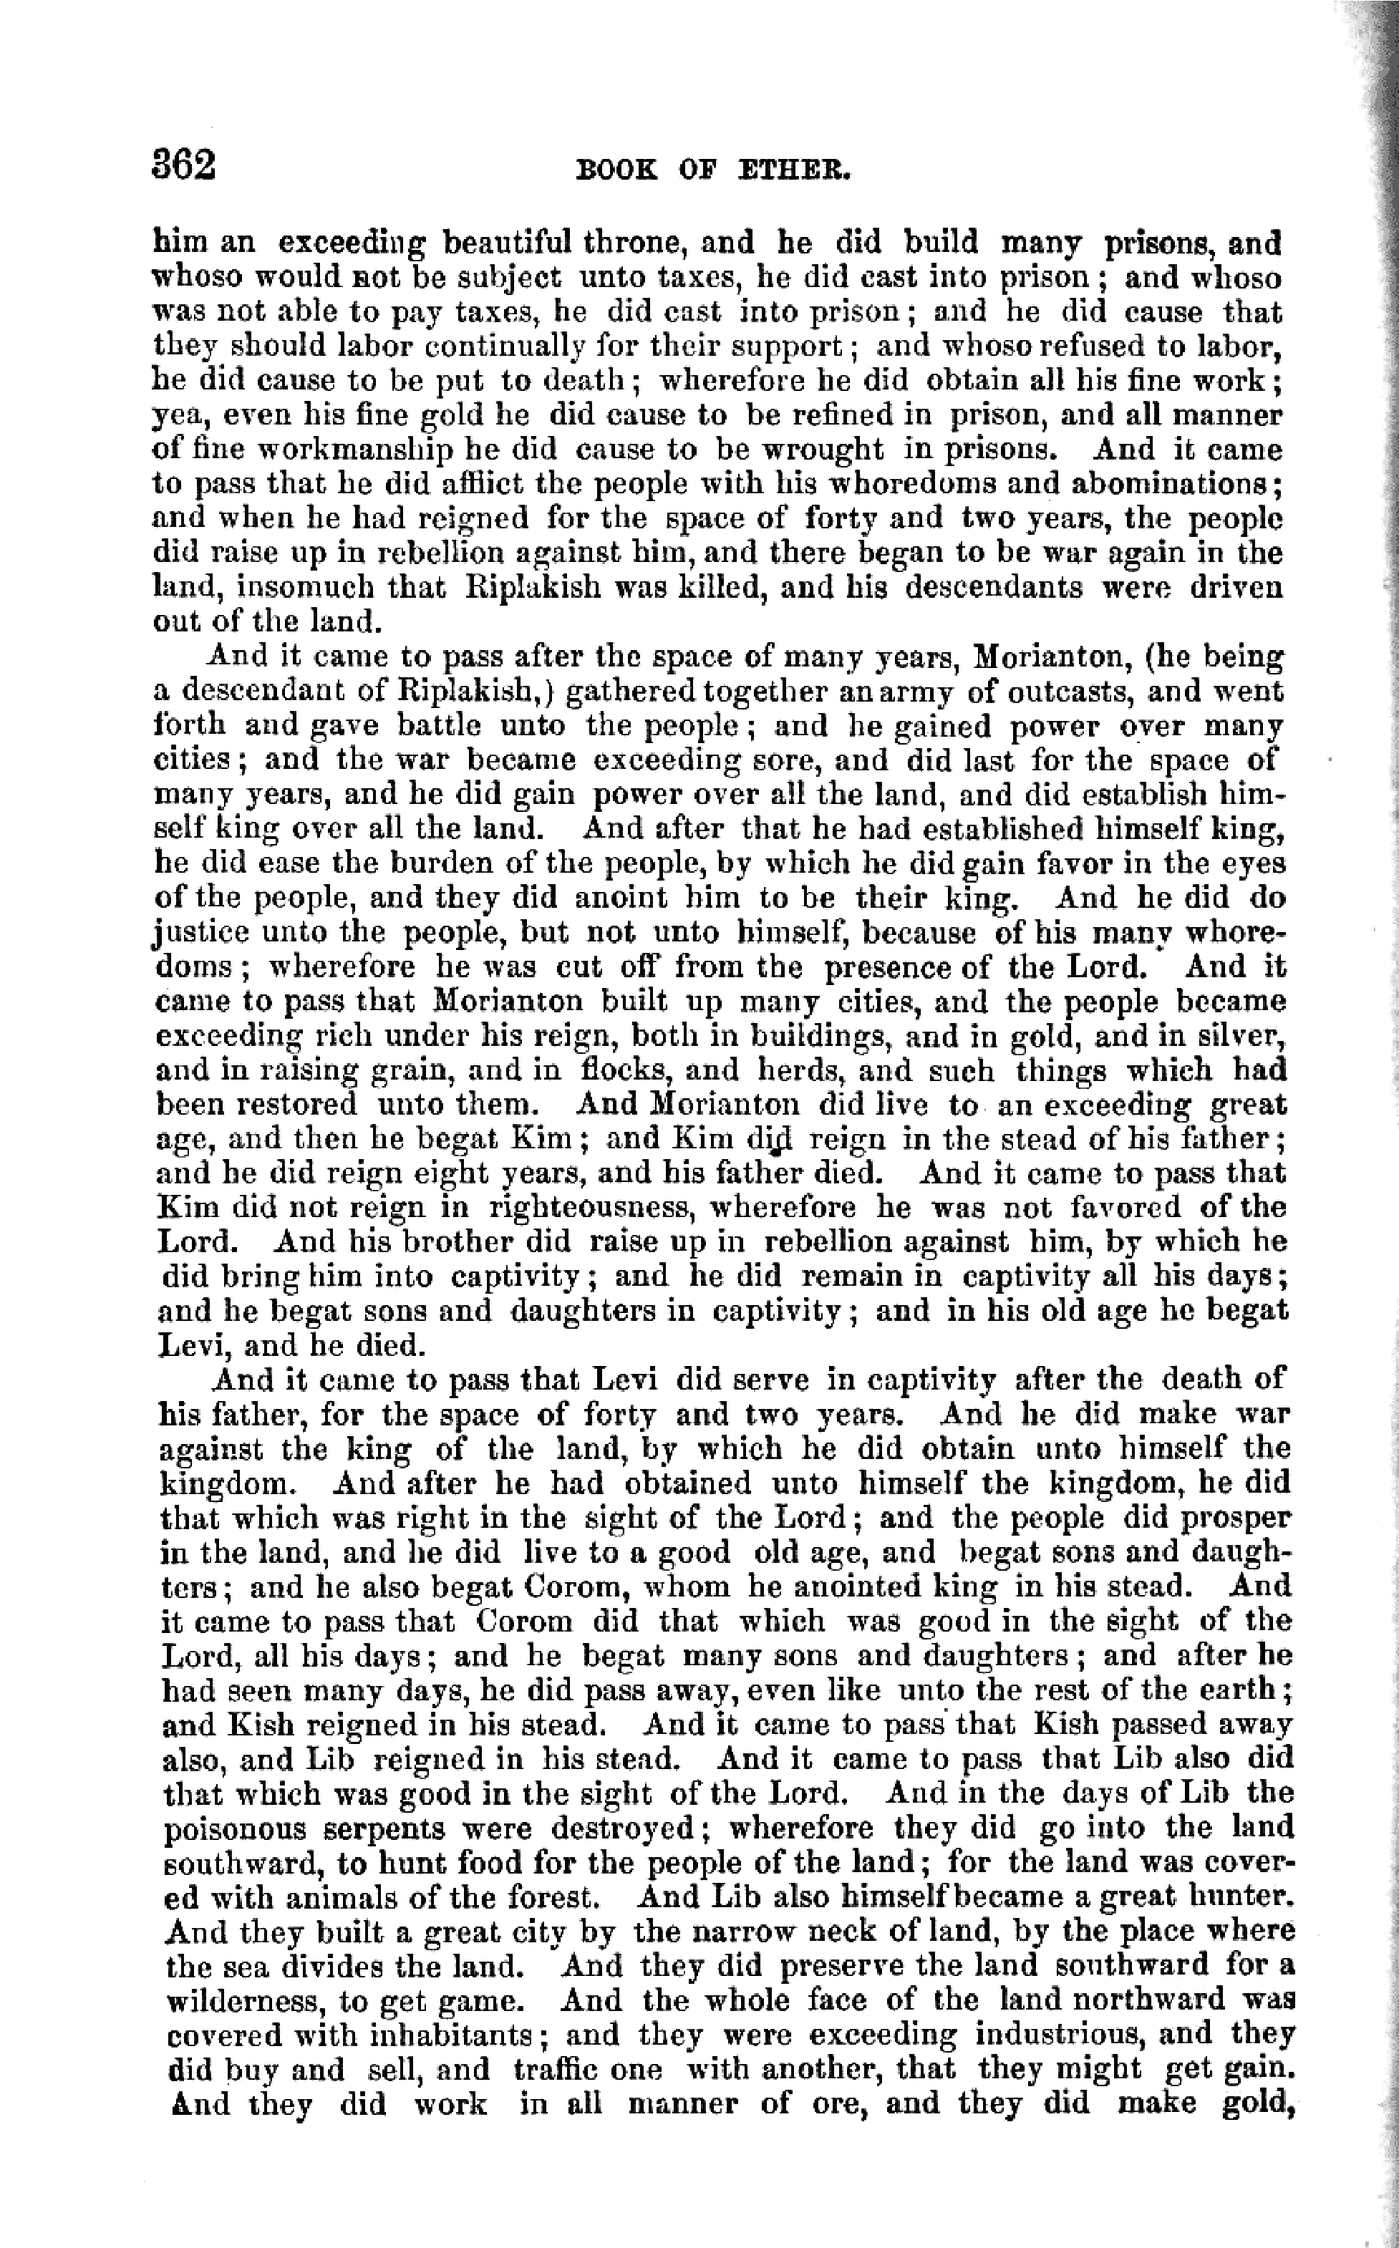 362 BOOK OF ETHER.
him an exceeding beautiful throne, and he did build many prisons, and
whoso would not be subject unto taxes, he did cast into prison; and whoso
was not able to pay taxes, he did cast into prison; and he did cause that
they should labor continually for their support; and whoso refused to labor,
he did cause to be put to death; wherefore he did obtain all his fine work;
yea, even his fine gold he did cause to be refined in prison, and all manner
of fine workmanship he did cause to be wrought in prisons. And it came
to pass that he did afflict the people with his whoredoms and abominations;
and when he had reigned for the space of forty and two years, the people
did raise up in rebellion against him, and there began to be war again in the
land, insomuch that Riplakish was killed, and his descendants were driven
out of the land.
And it came to pass after the space of many years, Morianton, (he being
a descendant of Riplakish,) gathered together an army of outcasts, and went
forth and gave battle unto the people; and he gained power over many
cities; and the war became exceeding sore, and did last for the space of
many years, and he did gain power over all the land, and did establish him-
self king over all the land. And after that he had established himself king,
he did ease the burden of the people, by which he did gain favor in the eyes
of the people, and they did anoint him to be their king. And he did do
justice unto the people, but not unto himself, because of his many whore-
doms; wherefore he was cut off from the presence of the Lord. And it
came to pass that Morianton built up many cities, and the people became
exceeding rich under his reign, both in buildings, and in gold, and in silver,
and in raising grain, and in flocks, and herds, and such things which had
been restored unto them. And Morianton did live to an exceeding great
age, and then he begat Kim; and Kim did reign in the stead of his father;
and he did reign eight years, and his father died. And it came to pass that
Kim did not reign in righteousness, wherefore he was not favored of the
Lord. And his brother did raise up in rebellion against him, by which he
did bring him into captivity; and he did remain in captivity all his days;
and he begat sons and daughters in captivity; and in his old age he begat
Levi, and he died.
And it came to pass that Levi did serve in captivity after the death of
his father, for the space of forty and two years. And he did make war
against the king of the land, by which he did obtain unto himself the
kingdom. And after he had obtained unto himself the kingdom, he did
that which was right in the sight of the Lord; and the people did prosper
in the land, and he did live to a good old age, and begat sons and daugh-
ters; and he also begat Corom, whom he anointed king in his stead. And
it came to pass that Corom did that which was good in the sight of the
Lord, all his days; and he begat many sons and daughters; and after he
had seen many days, he did pass away, even like unto the rest of the earth;
and Kish reigned in his stead. And it came to pass that Kish passed away
also, and Lib reigned in his stead. And it came to pass that Lib also did
that which was good in the sight of the Lord. And in the days of Lib the
poisonous serpents were destroyed; wherefore they did go into the land
southward, to hunt food for the people of the land; for the land was cover-
ed with animals of the forest. And Lib also himself became a great hunter.
And they built a great city by the narrow neck of land, by the place where
the sea divides the land. And they did preserve the land southward for a
wilderness, to get game. And the whole face of the land northward was
covered with inhabitants; and they were exceeding industrious, and they
did buy and sell, and traffic one with another, that they might get gain.
And they did work in all manner of ore, and they did make gold,